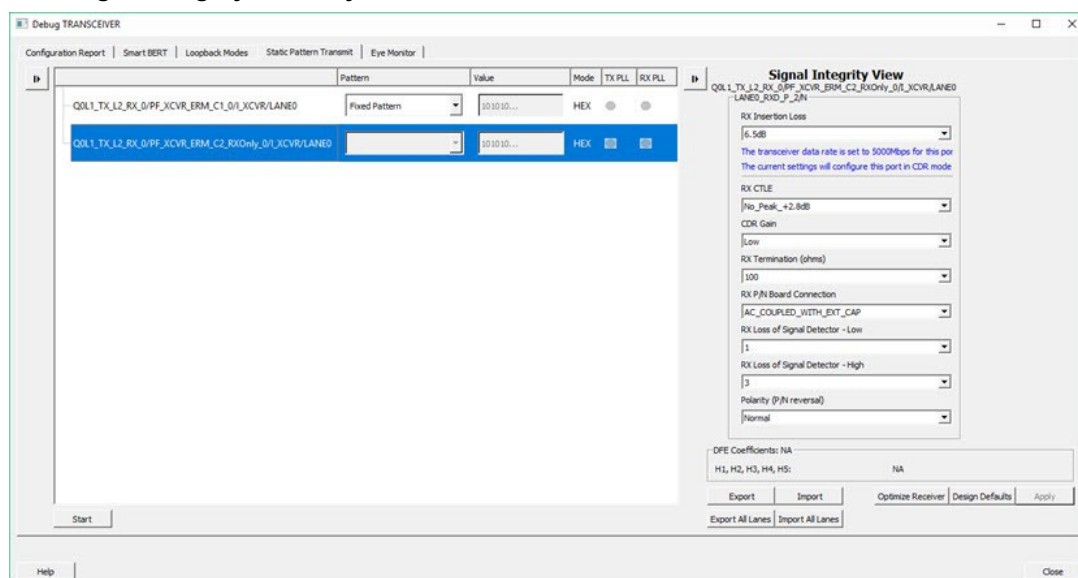 Debug TRANSCEIVER
Configuration Report Smart BERT Loopback Modes Static Pattern Transmit Eye Monitor
Pattern Value Mode TX PLL RX PLL
Q0L1_TX_L2_RX_0/PF_XCVR_ERM_C1_0/I_XCVR/LANE0 Fixed Pattern 101010... HEX
Q0L1_TX_L2_RX_0/PF_XCVR_ERM_C2_RXOnly_0/I_XCVR/LANE0 101010... HEX
Start
Signal Integrity View
Q0L1_TX_L2_RX_0/PF_XCVR_ERM_C2_RXOnly_0/I_XCVR/LANE0
LANE0_RXD_P_2/N
RX Insertion Loss
6.5dB
The transceiver data rate is set to 5000Mbps for this por
The current settings will configure this port in CDR mode
RX CTLE
No_Peak_+2.8dB
CDR Gain
Low
RX Termination (ohms)
100
RX P/N Board Connection
AC_COUPLED_WITH_EXT_CAP
RX Loss of Signal Detector - Low
1
RX Loss of Signal Detector - High
3
Polarity (P/N reversal)
Normal
DFE Coefficients: NA
H1, H2, H3, H4, H5: NA
Export Import Optimize Receiver Design Defaults Apply
Export All Lanes Import All Lanes
Help Close